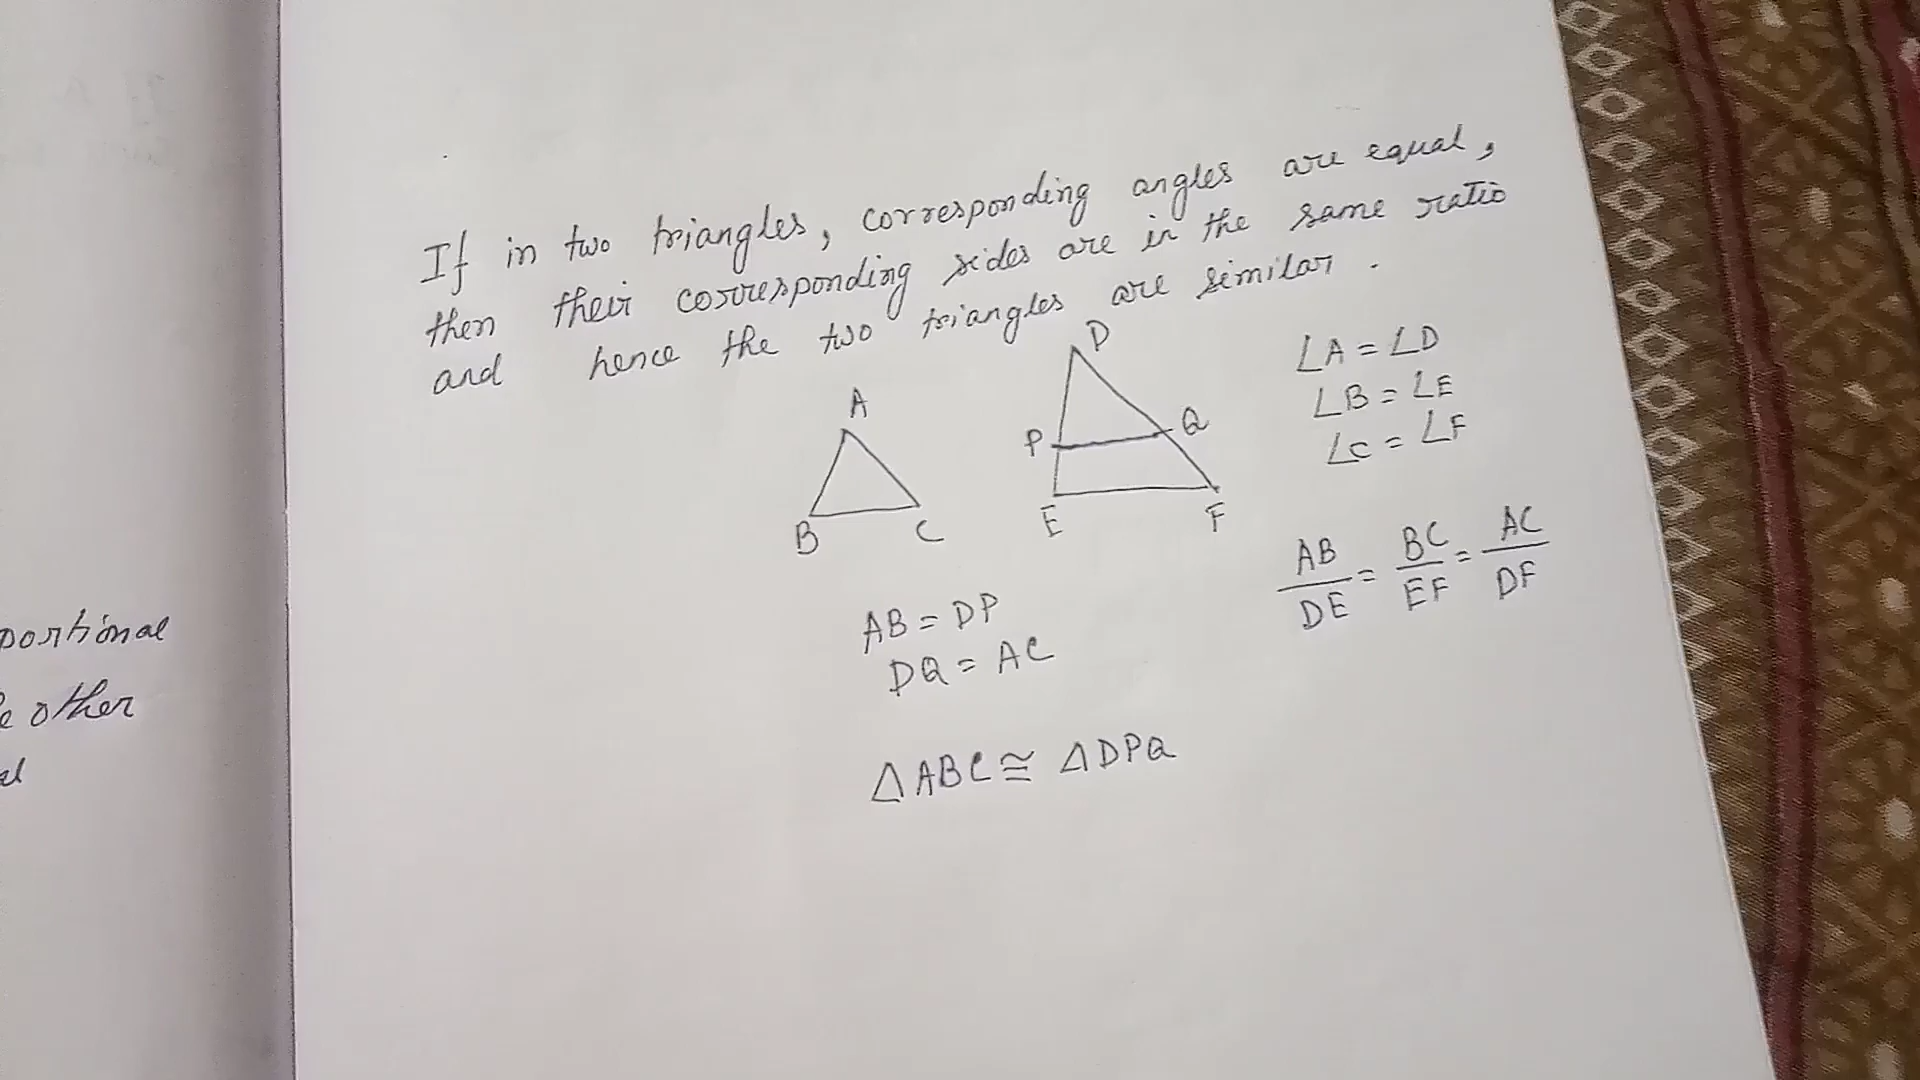 If in two triangles, corresponding angles are equal,
then their corresponding sides are in the same ratio
and hence the two triangles are similar.
A
B
C
D
P
Q
E
F
∠A = ∠D
∠B = ∠E
∠C = ∠F
AB/DE = BC/EF = AC/DF
AB = DP
DQ = AC
△ABC ≅ △DPQ
other